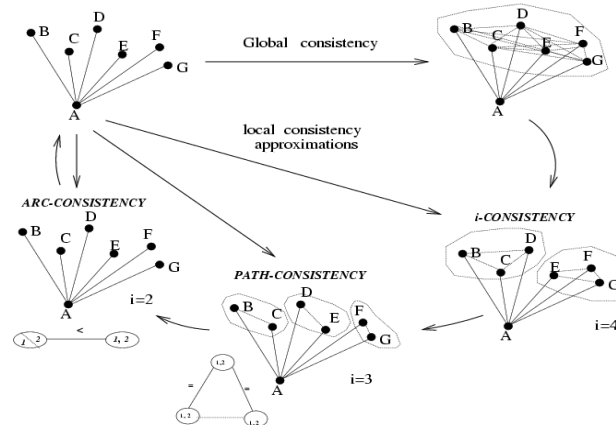 D
B
C
E
F
G
A
Global consistency
D
B
C
E
F
G
A
local consistency
approximations
ARC-CONSISTENCY
D
B
C
E
F
G
A
i=2
1 2
<
1, 2
PATH-CONSISTENCY
D
B
C
E
F
G
A
i=3
1, 2
=
=
1, 2
1, 2
i-CONSISTENCY
D
B
C
E
F
G
A
i=4